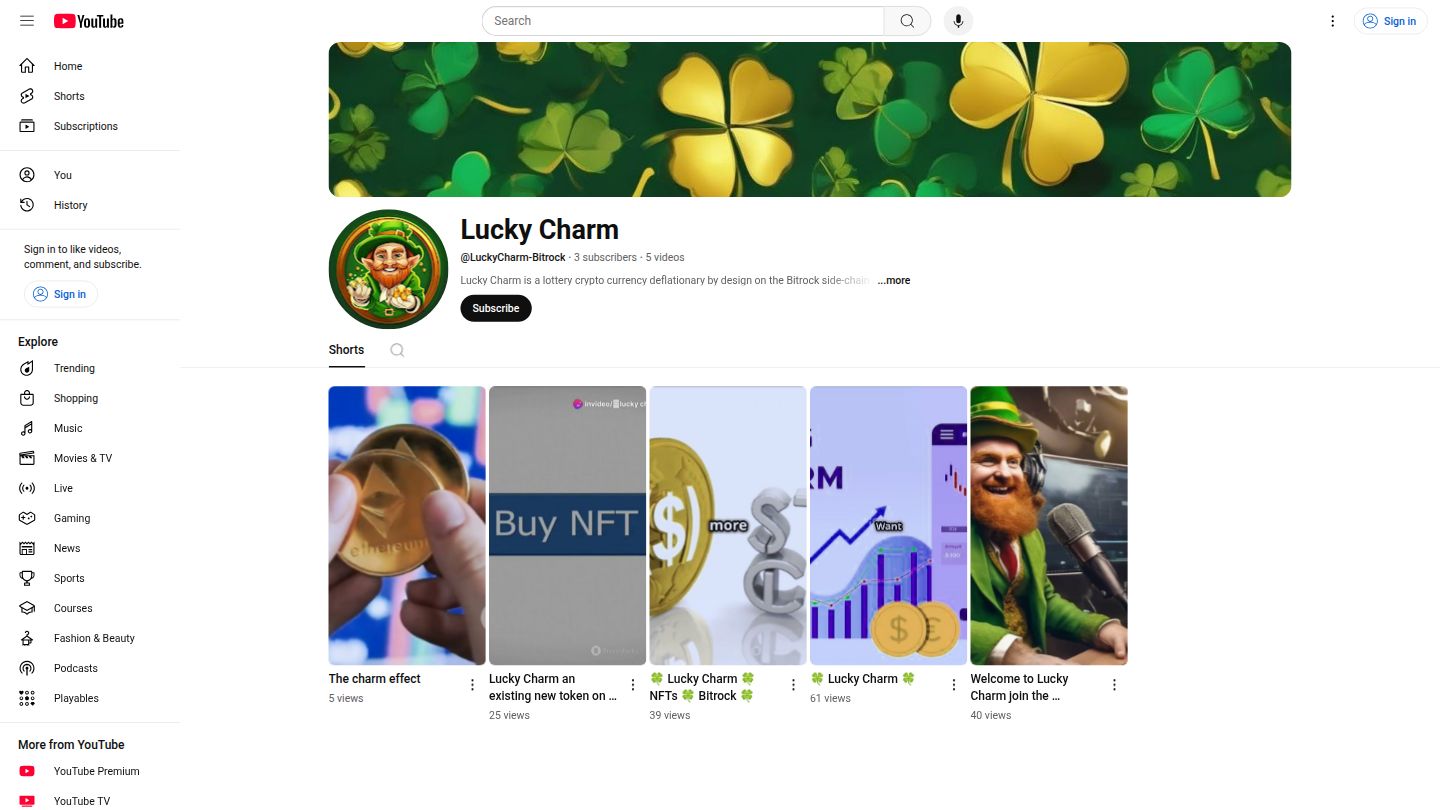 YouTube
Search
Sign in
Home
Shorts
Subscriptions
You
History
Sign in to like videos,
comment, and subscribe.
Sign in
Explore
Trending
Shopping
Music
Movies & TV
Live
Gaming
News
Sports
Courses
Fashion & Beauty
Podcasts
Playables
More from YouTube
YouTube Premium
YouTube TV
Lucky Charm
@LuckyCharm-Bitrock · 3 subscribers · 5 videos
Lucky Charm is a lottery crypto currency deflationary by design on the Bitrock side-chain ...more
Subscribe
Shorts
ethereum
invideo/
lucky ch
Buy NFT
more
RM
Want
The charm effect
5 views
Lucky Charm an
existing new token on ...
25 views
🍀 Lucky Charm 🍀
NFTs 🍀 Bitrock 🍀
39 views
🍀 Lucky Charm 🍀
61 views
Welcome to Lucky
Charm join the ...
40 views